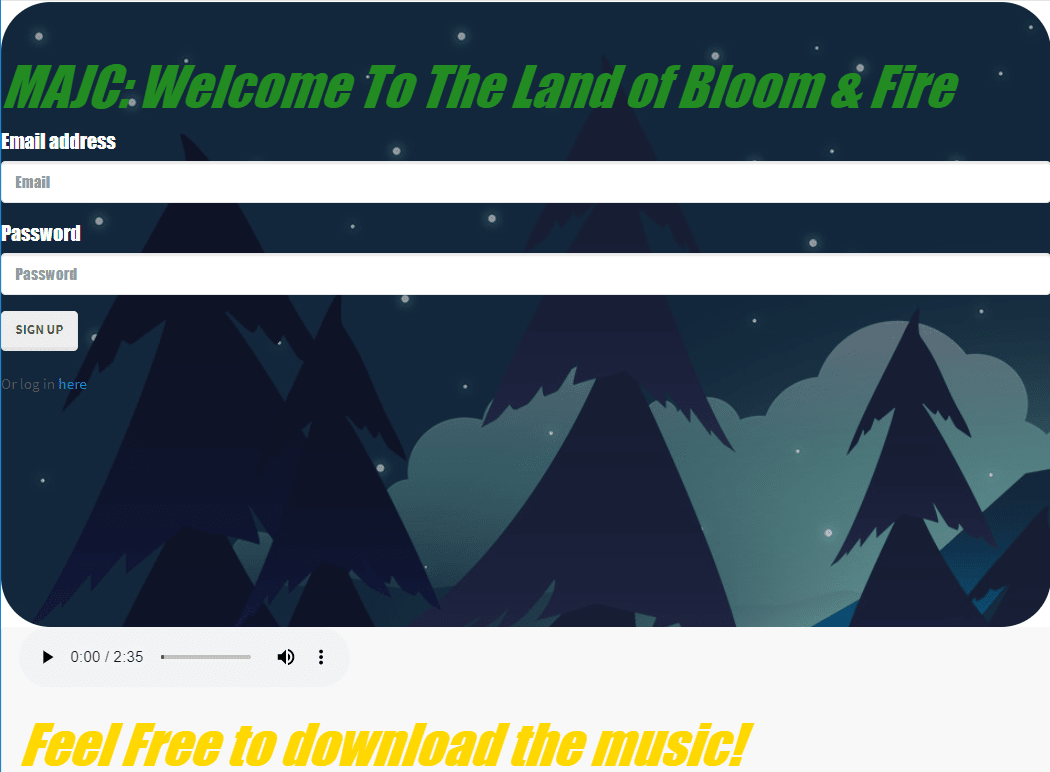 MAJC: Welcome To The Land of Bloom & Fire
Email address
Email
Password
Password
SIGN UP
Or log in here
0:00 / 2:35
Feel Free to download the music!